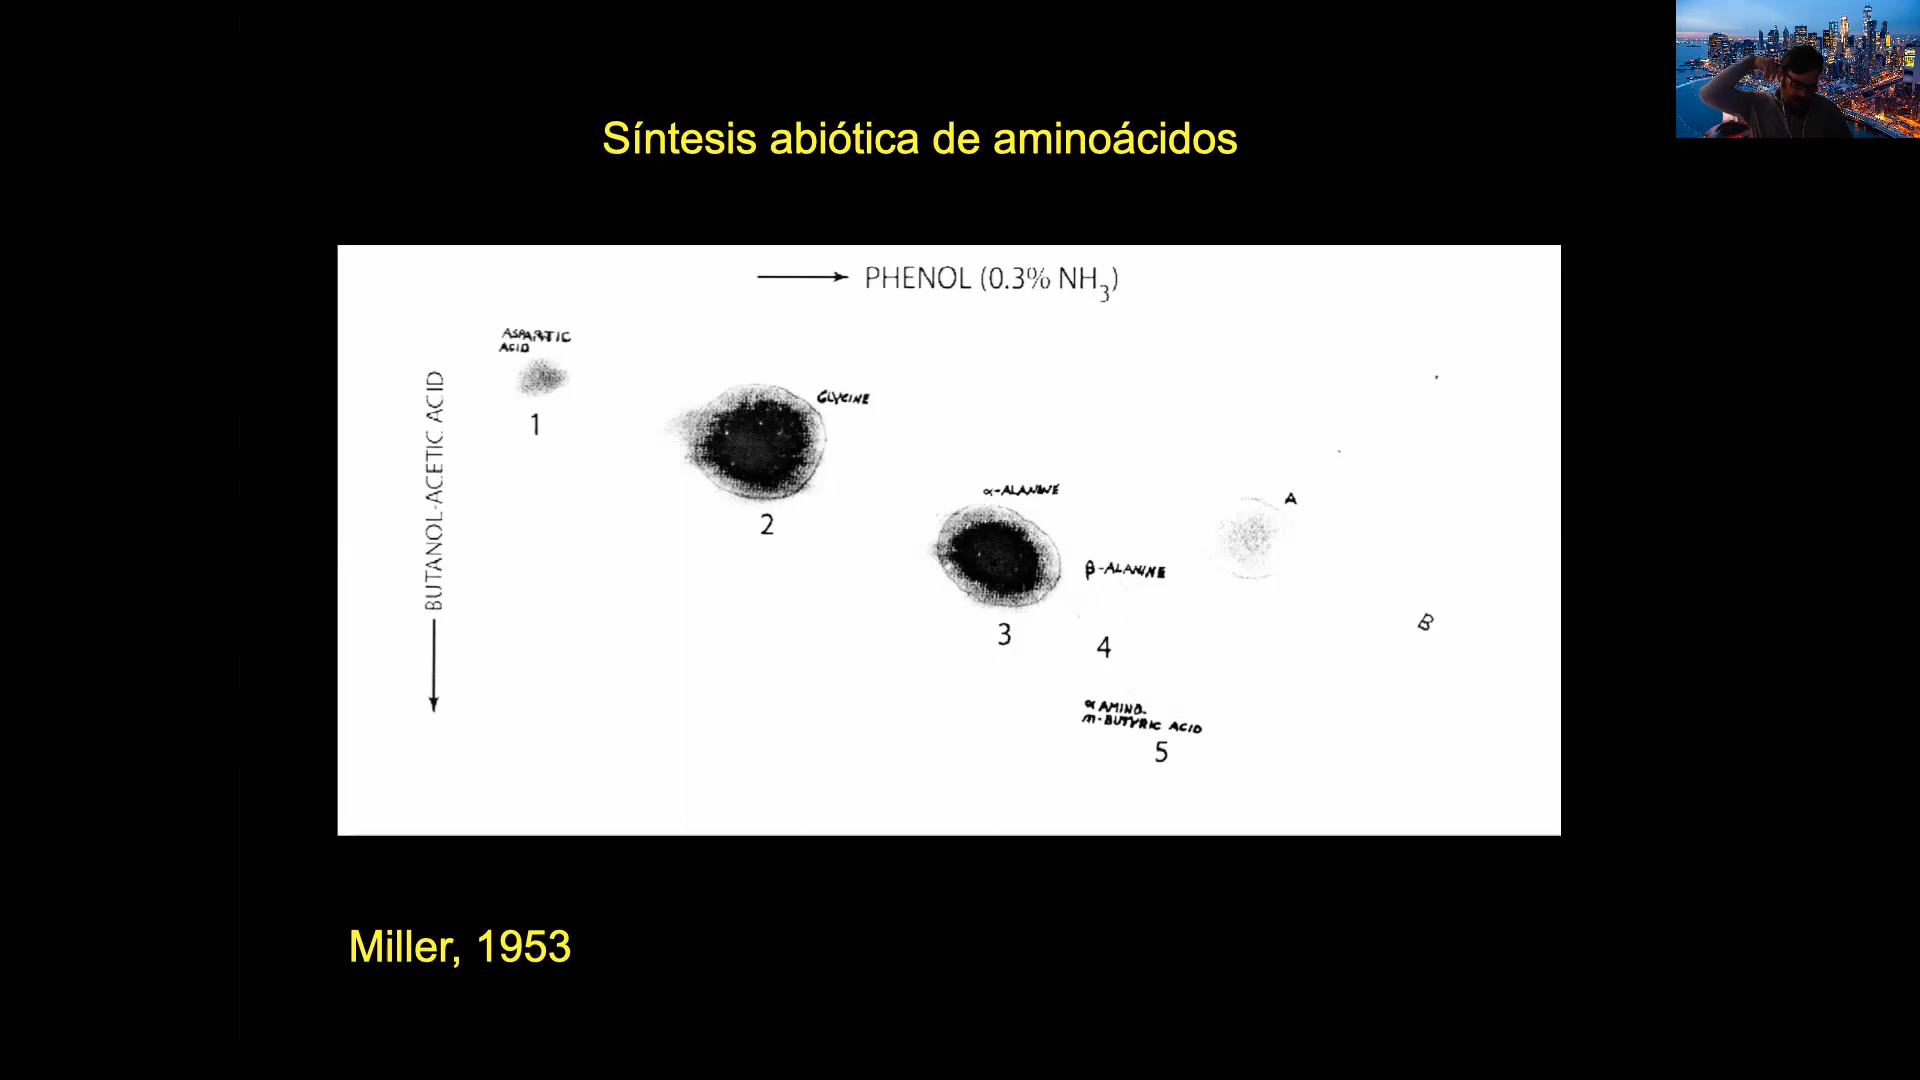 Síntesis abiótica de aminoácidos
PHENOL (0.3% NH3)
BUTANOL-ACETIC ACID
ASPARTIC
ACID
1
GLYCINE
2
α-ALANINE
3
β-ALANINE
4
A
B
α AMINO-
n-BUTYRIC ACID
5
Miller, 1953